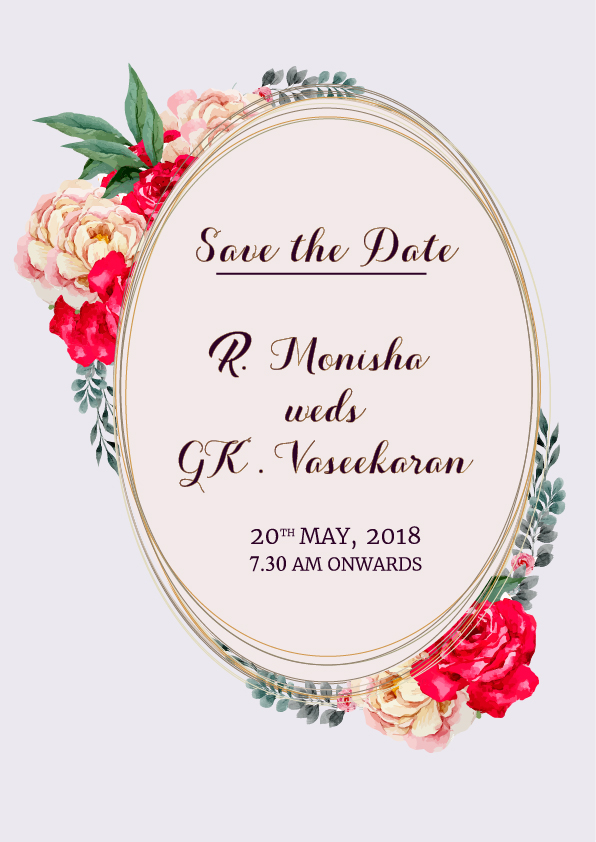 Save the Date
R. Monisha
weds
GK. Vaseekaran
20TH MAY, 2018
7.30 AM ONWARDS